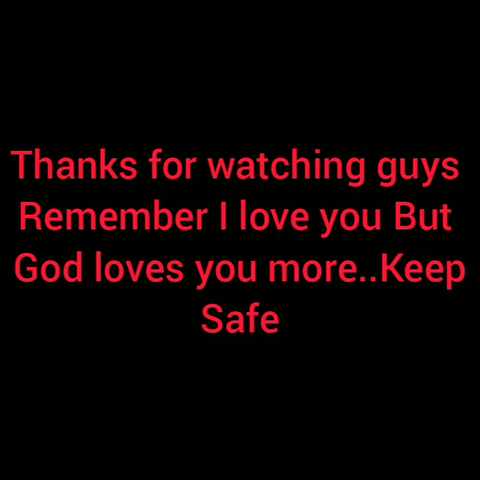 Thanks for watching guys
Remember I love you But
God loves you more..Keep
Safe